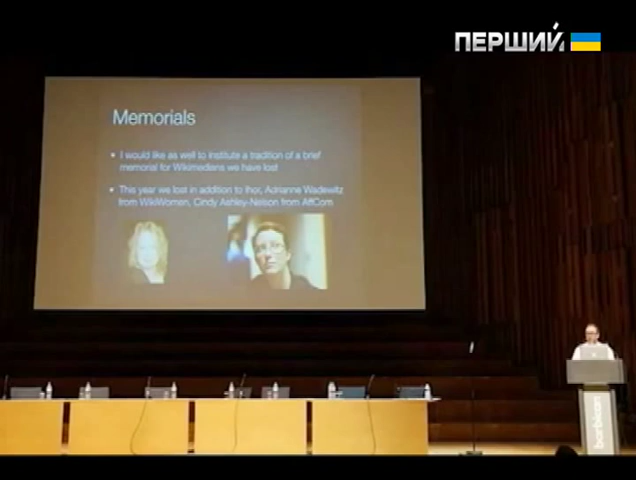 ПЕРШИЙ
Memorials
I would like as well to institute a tradition of a brief
memorial for Wikimedians we have lost
This year we lost in addition to Ihor, Adrianne Wadewitz
from WikiWomen, Cindy Ashley-Nelson from AffCom
barbican